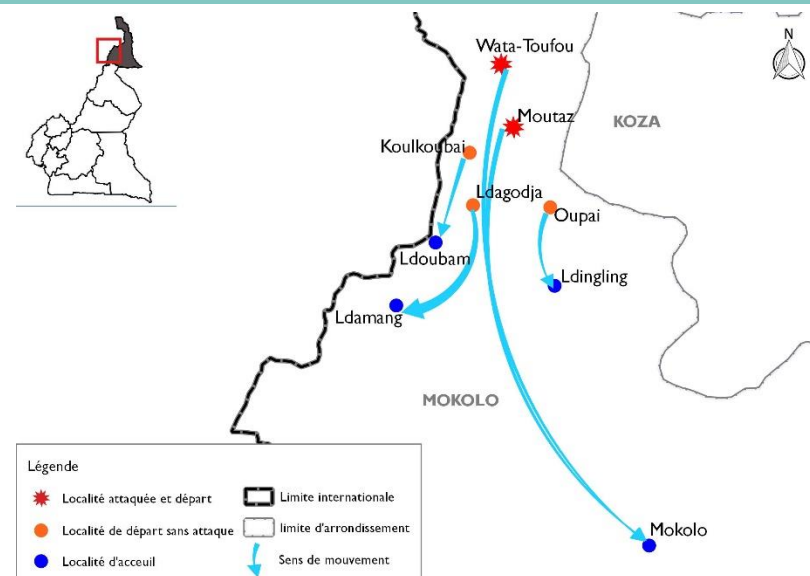 N
Wata-Toufou
Moutaz
KOZA
Koulkoubai
Ldagodja
Oupai
Ldoubam
Ldingling
Ldamang
MOKOLO
Mokolo
Légende
Localité attaquée et départ
Limite internationale
Localité de départ sans attaque
limite d'arrondissement
Localité d'acceuil
Sens de mouvement